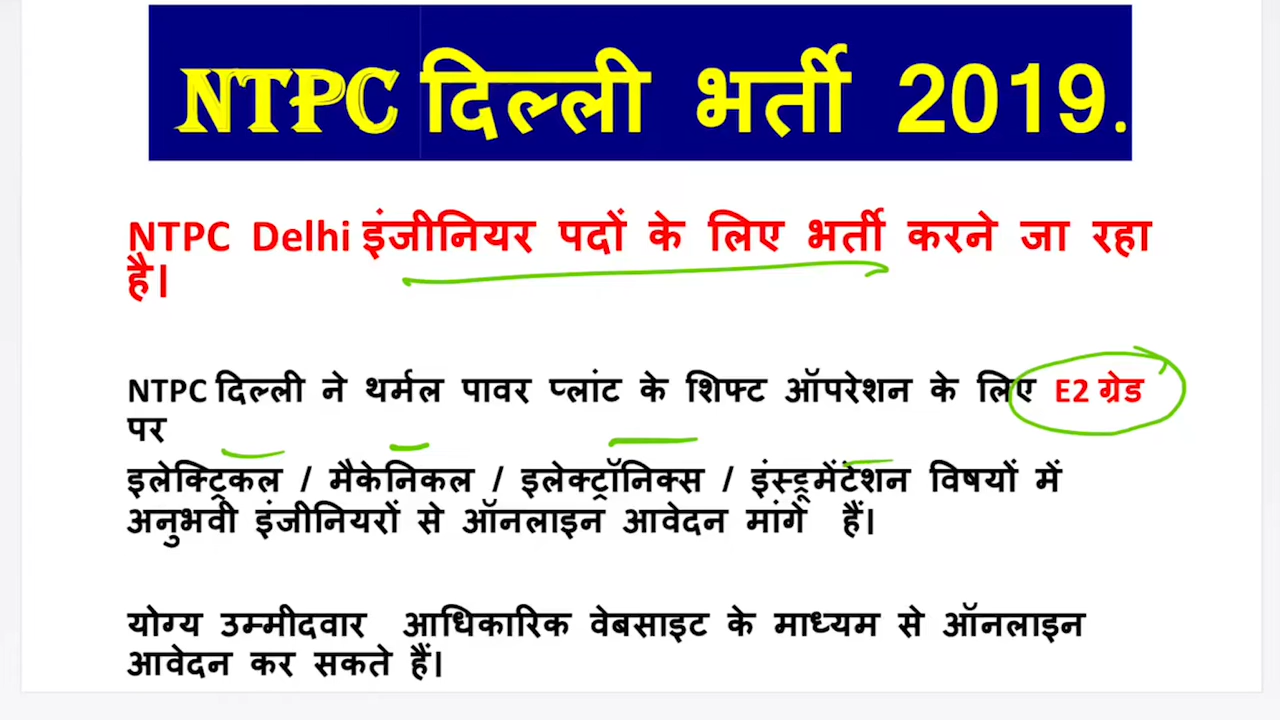 NTPC दिल्ली भर्ती 2019.
NTPC Delhi इंजीनियर पदों के लिए भर्ती करने जा रहा
है।
NTPC दिल्ली ने थर्मल पावर प्लांट के शिफ्ट ऑपरेशन के लिए E2 ग्रेड
पर
इलेक्ट्रिकल / मैकेनिकल / इलेक्ट्रॉनिक्स / इंस्ट्रूमेंटेशन विषयों में
अनुभवी इंजीनियरों से ऑनलाइन आवेदन मांगे हैं।
योग्य उम्मीदवार आधिकारिक वेबसाइट के माध्यम से ऑनलाइन
आवेदन कर सकते हैं।